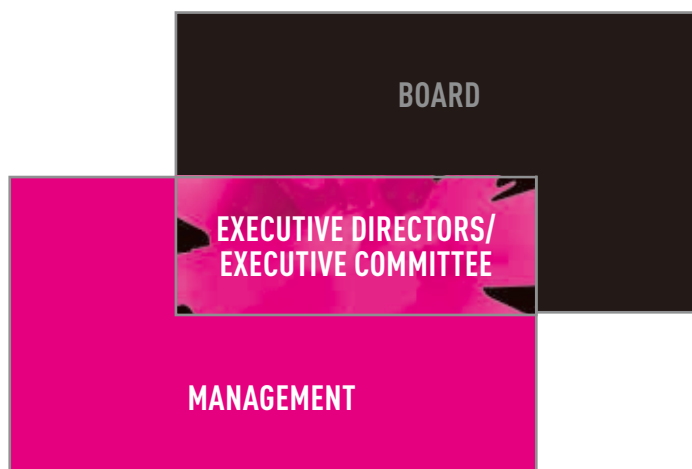 BOARD
EXECUTIVE DIRECTORS/
EXECUTIVE COMMITTEE
MANAGEMENT